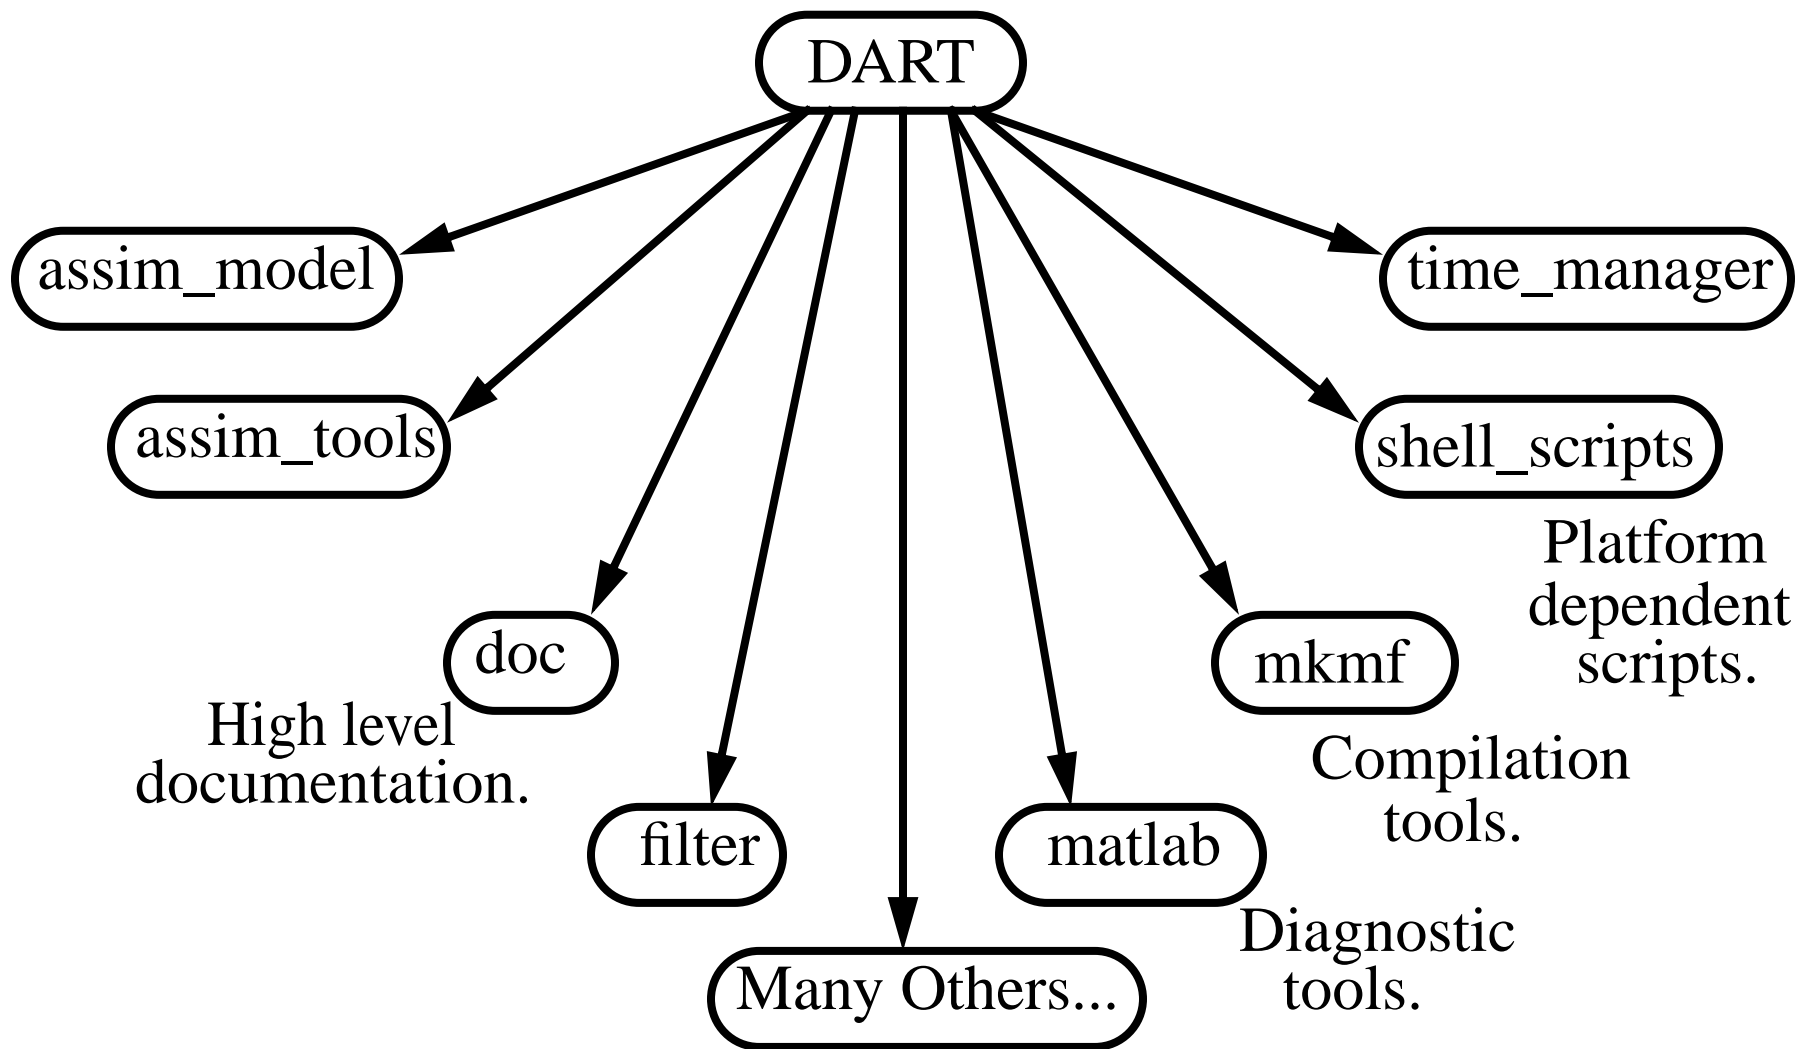 DART
assim_model
time_manager
assim_tools
shell_scripts
Platform
dependent
scripts.
doc
mkmf
High level
documentation.
Compilation
tools.
filter
matlab
Diagnostic
tools.
Many Others...